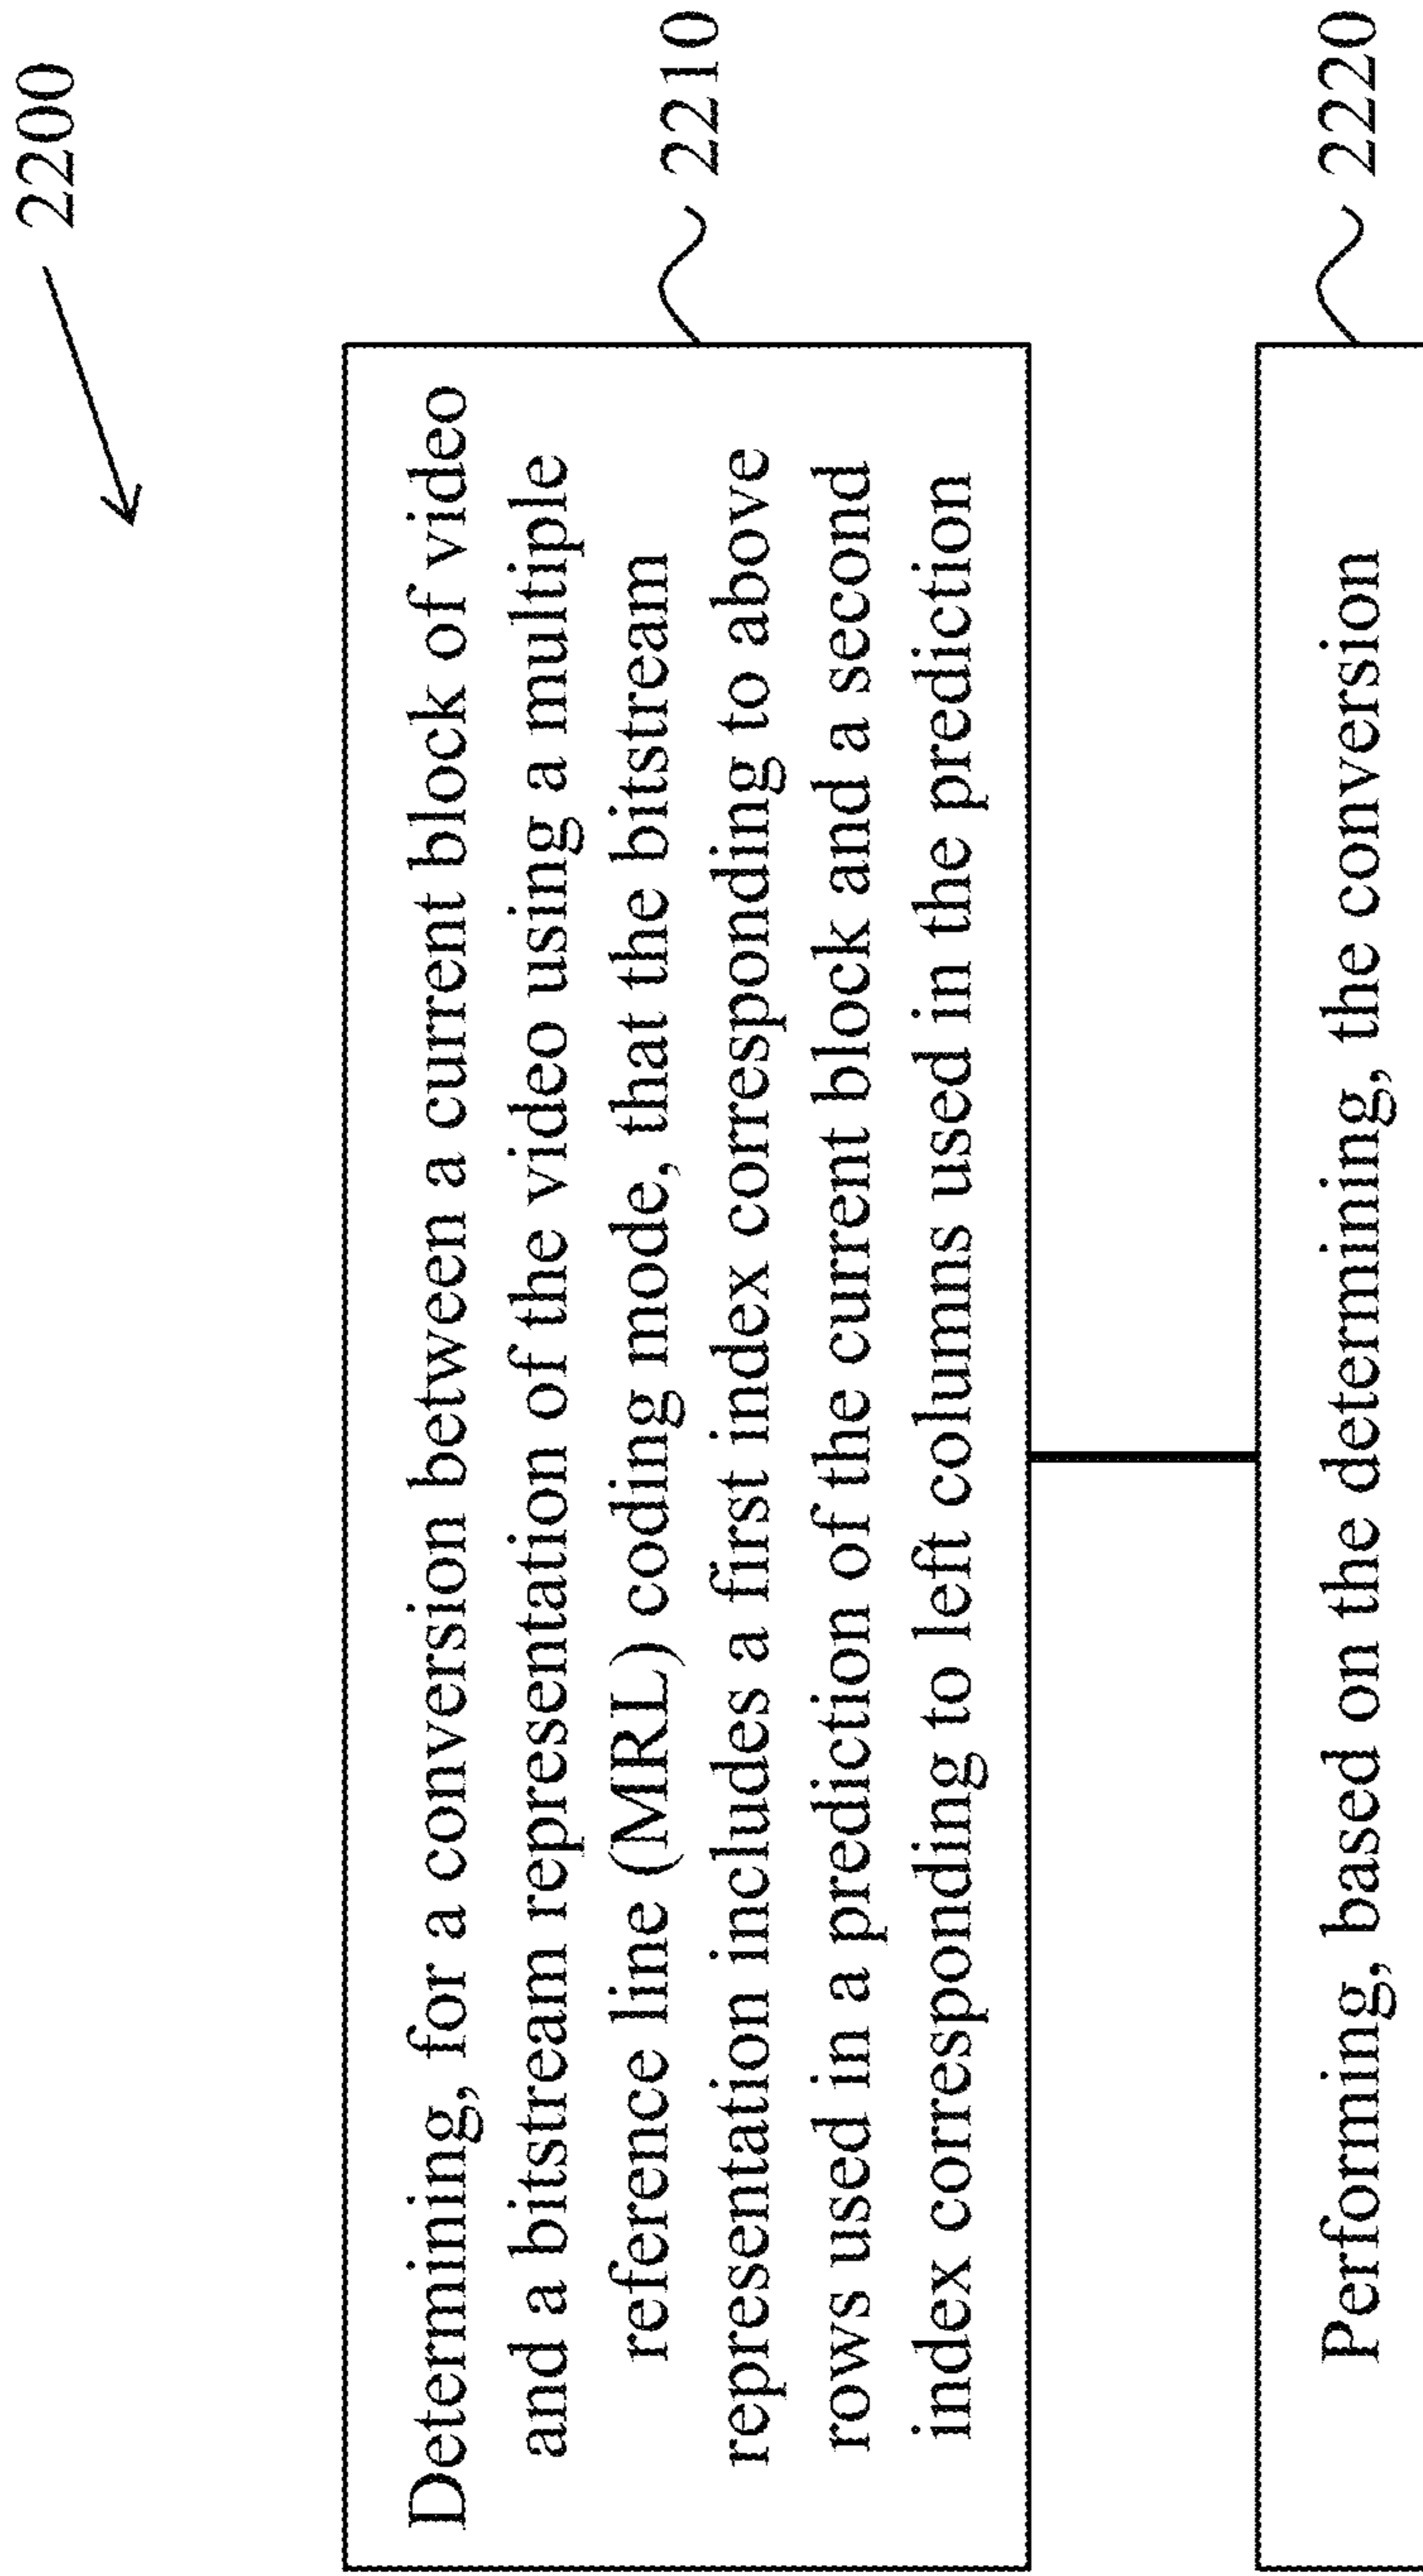 2200
Determining, for a conversion between a current block of video
and a bitstream representation of the video using a multiple
reference line (MRL) coding mode, that the bitstream
representation includes a first index corresponding to above
rows used in a prediction of the current block and a second
index corresponding to left columns used in the prediction
2210
Performing, based on the determining, the conversion
2220